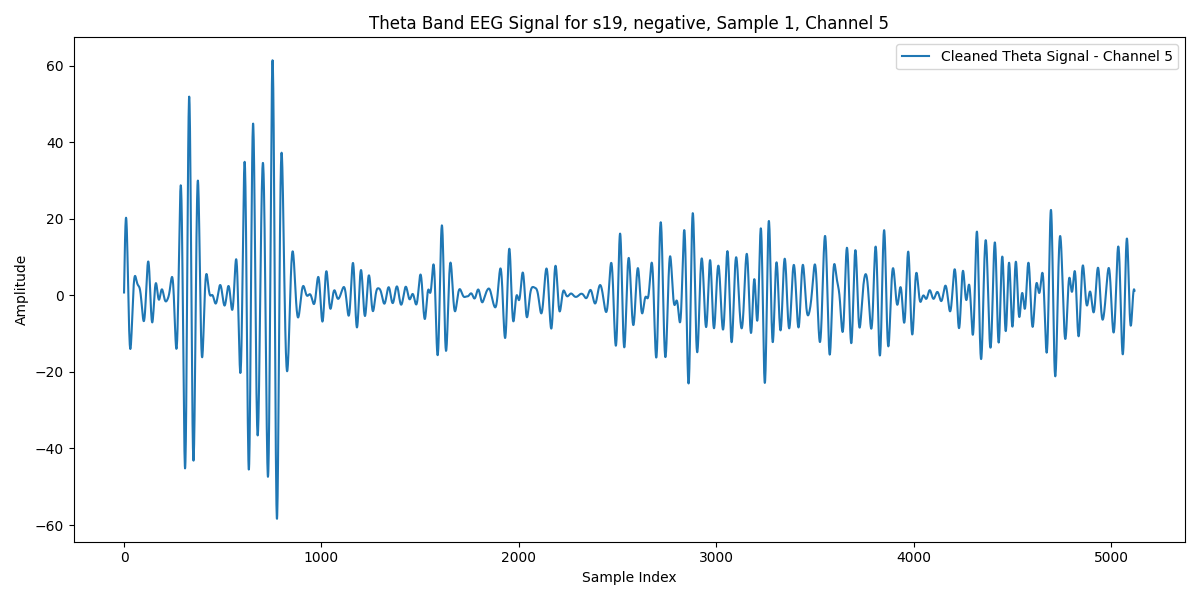 Theta Band EEG Signal for s19, negative, Sample 1, Channel 5
Cleaned Theta Signal - Channel 5
Amplitude
60
40
20
0
−20
−40
−60
0 1000 2000 3000 4000 5000
Sample Index